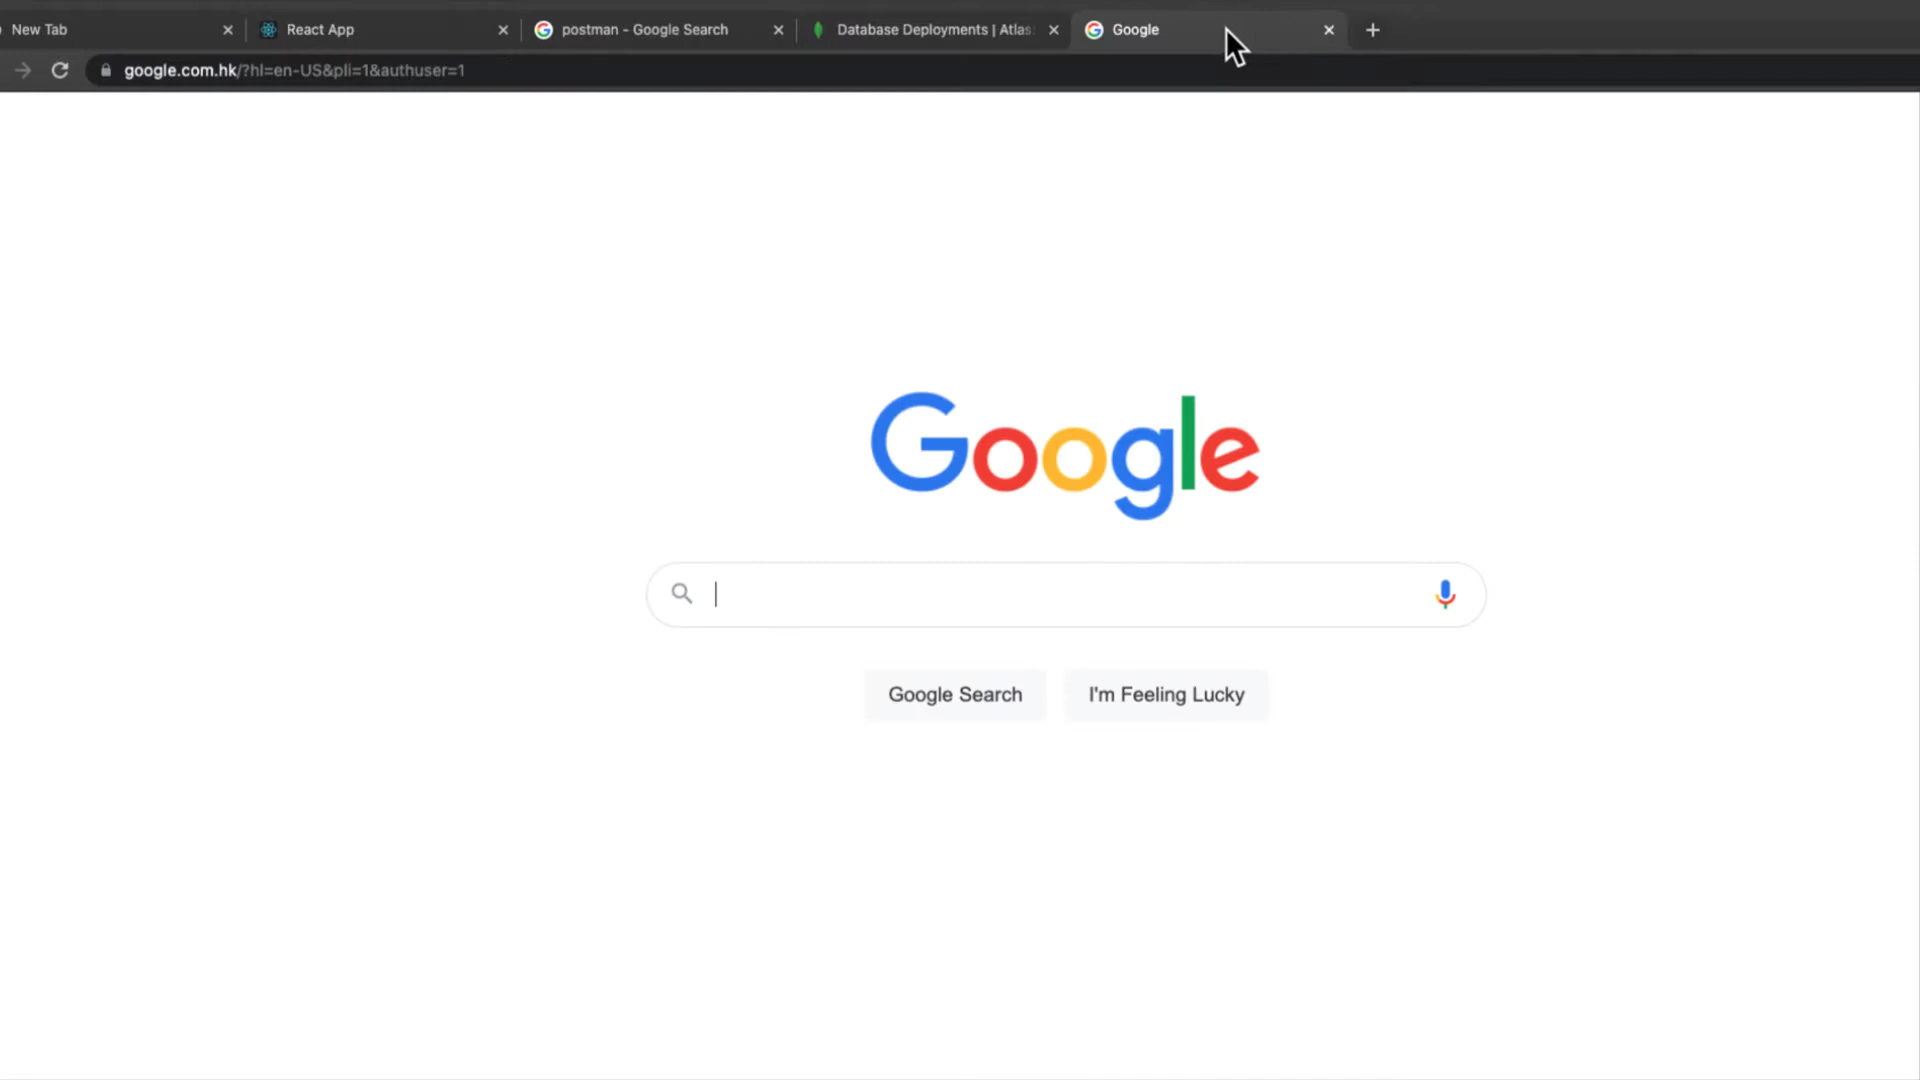 New Tab
React App
postman - Google Search
Database Deployments | Atlas:
Google
google.com.hk/?hl=en-US&pli=1&authuser=1
Google
Google Search
I'm Feeling Lucky